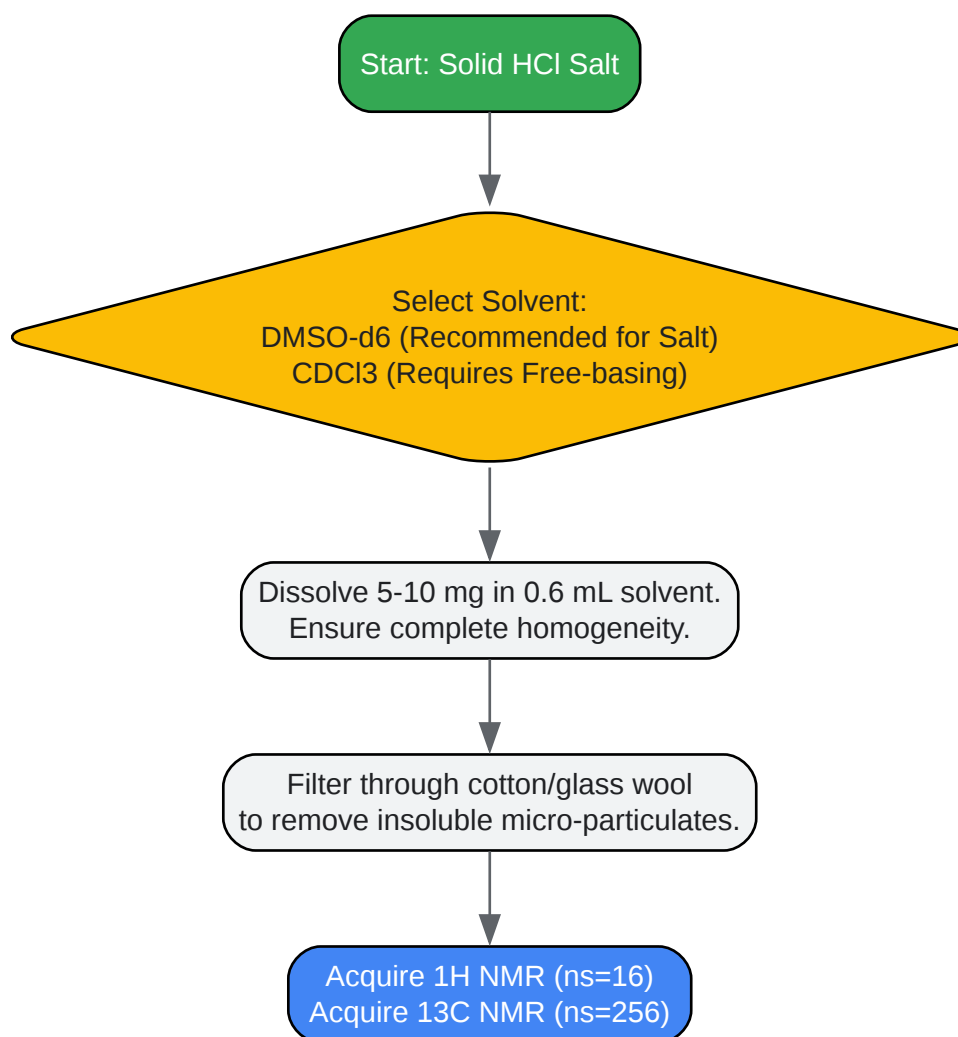 Start: Solid HCl Salt
Select Solvent:
DMSO-d6 (Recommended for Salt)
CDCl3 (Requires Free-basing)
Dissolve 5-10 mg in 0.6 mL solvent.
Ensure complete homogeneity.
Filter through cotton/glass wool
to remove insoluble micro-particulates.
Acquire 1H NMR (ns=16)
Acquire 13C NMR (ns=256)